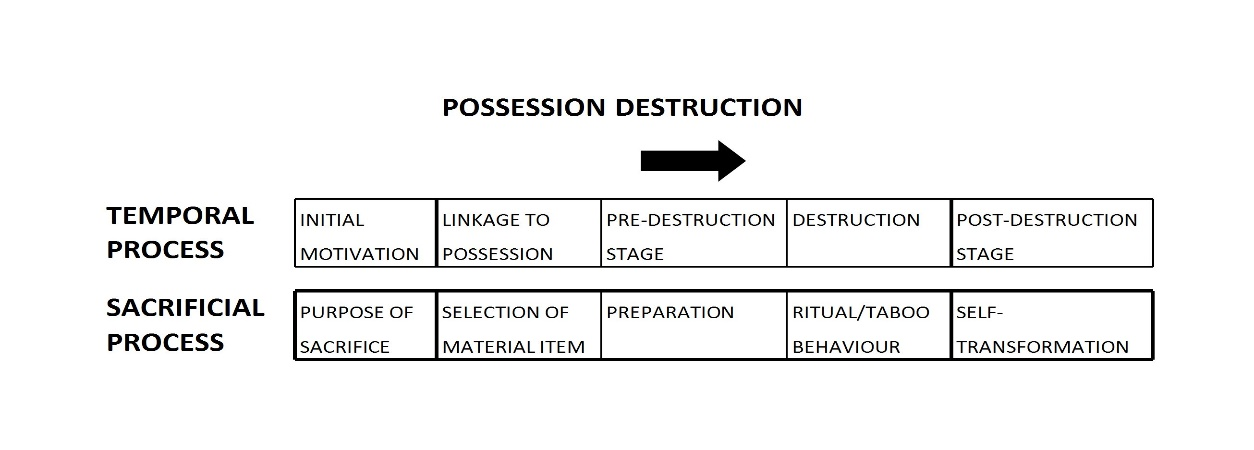 POSSESSION DESTRUCTION
TEMPORAL
PROCESS
INITIAL
MOTIVATION
LINKAGE TO
POSSESSION
PRE-DESTRUCTION
STAGE
DESTRUCTION
POST-DESTRUCTION
STAGE
SACRIFICIAL
PROCESS
PURPOSE OF
SACRIFICE
SELECTION OF
MATERIAL ITEM
PREPARATION
RITUAL/TABOO
BEHAVIOUR
SELF-
TRANSFORMATION